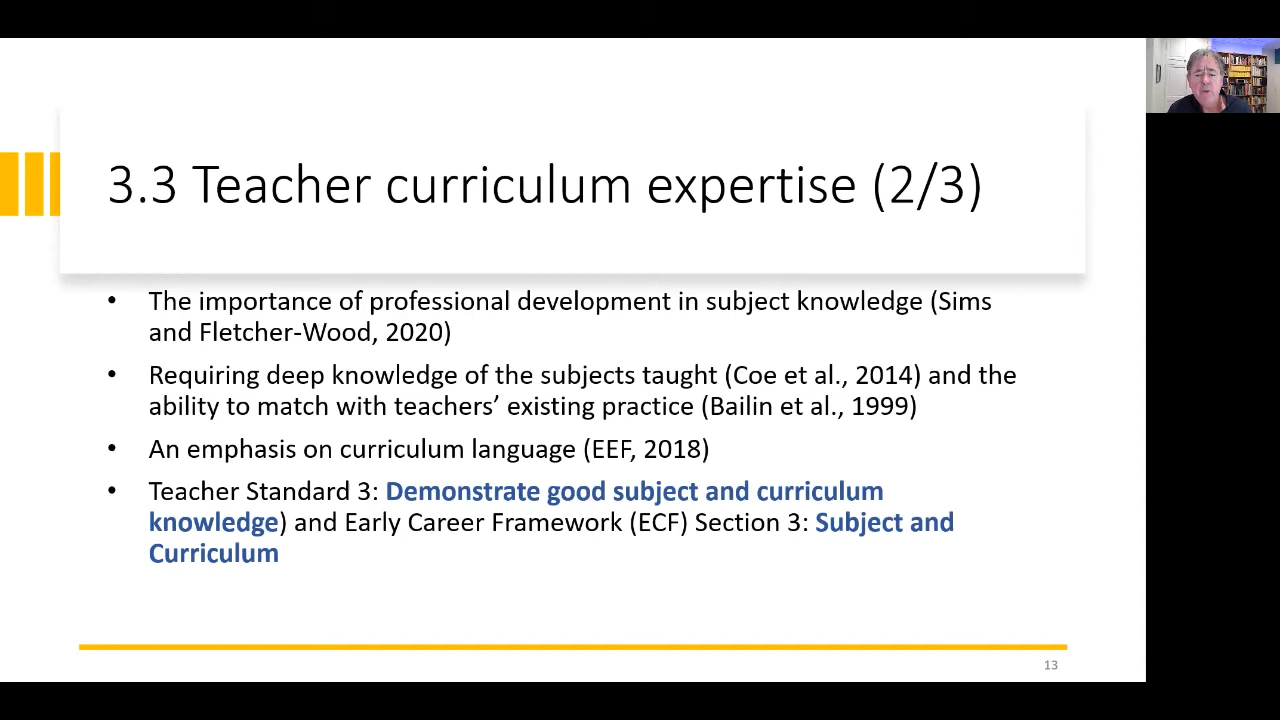 3.3 Teacher curriculum expertise (2/3)
• The importance of professional development in subject knowledge (Sims
and Fletcher-Wood, 2020)
• Requiring deep knowledge of the subjects taught (Coe et al., 2014) and the
ability to match with teachers’ existing practice (Bailin et al., 1999)
• An emphasis on curriculum language (EEF, 2018)
• Teacher Standard 3: Demonstrate good subject and curriculum
knowledge) and Early Career Framework (ECF) Section 3: Subject and
Curriculum
13